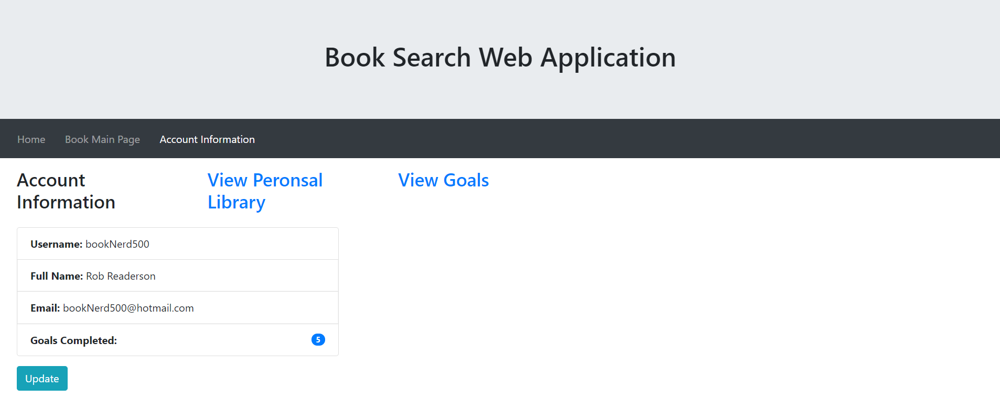 Book Search Web Application
Home Book Main Page Account Information
Account
Information
View Peronsal
Library
View Goals
Username: bookNerd500
Full Name: Rob Readerson
Email: bookNerd500@hotmail.com
Goals Completed: 5
Update